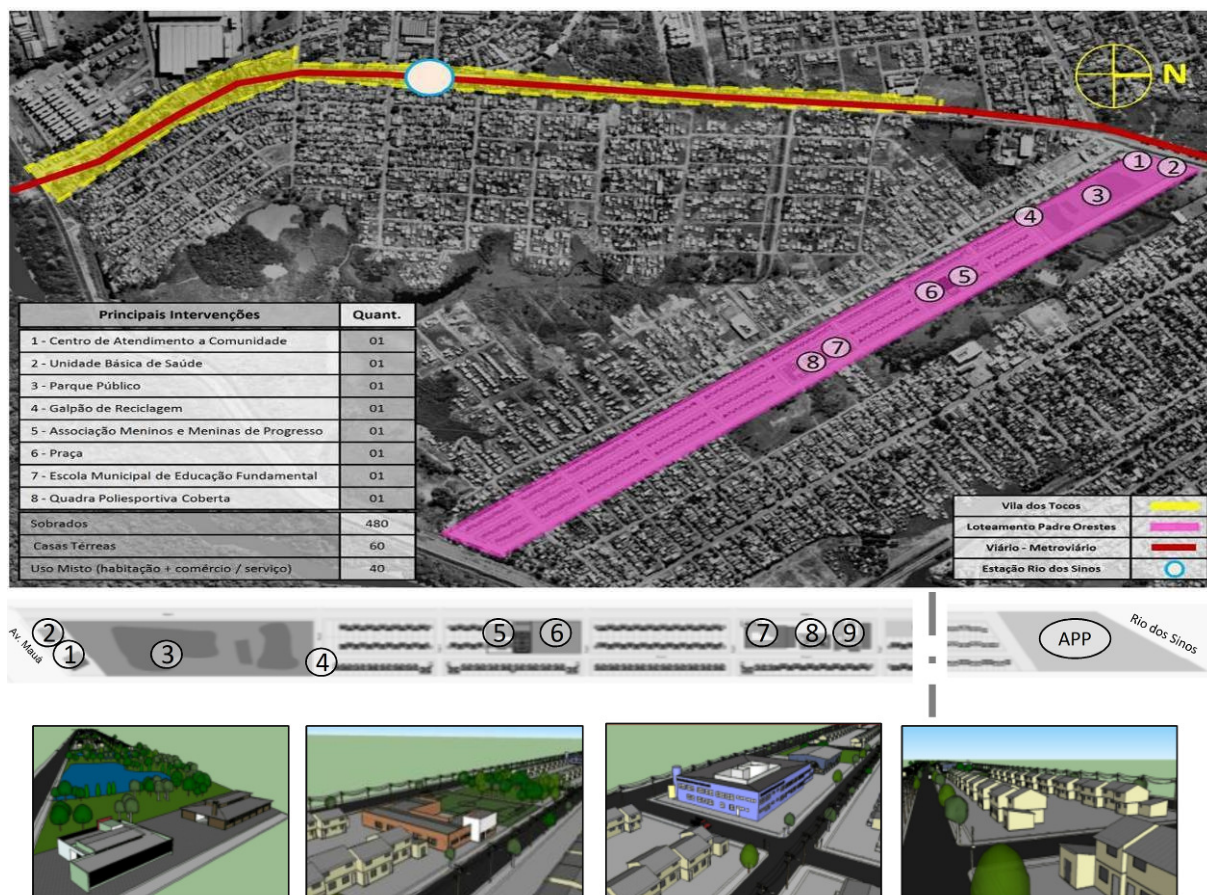 N
1
2
3
4
5
6
7
8
Principais Intervenções Quant.
1 - Centro de Atendimento a Comunidade 01
2 - Unidade Básica de Saúde 01
3 - Parque Público 01
4 - Galpão de Reciclagem 01
5 - Associação Meninos e Meninas de Progresso 01
6 - Praça 01
7 - Escola Municipal de Educação Fundamental 01
8 - Quadra Poliesportiva Coberta 01
Sobrados 480
Casas Térreas 60
Uso Misto (habitação + comércio / serviço) 40
Vila dos Tocos
Loteamento Padre Orestes
Viário - Metroviário
Estação Rio dos Sinos
Av. Mauá
2
1
3
4
5
6
7
8
9
APP
Rio dos Sinos